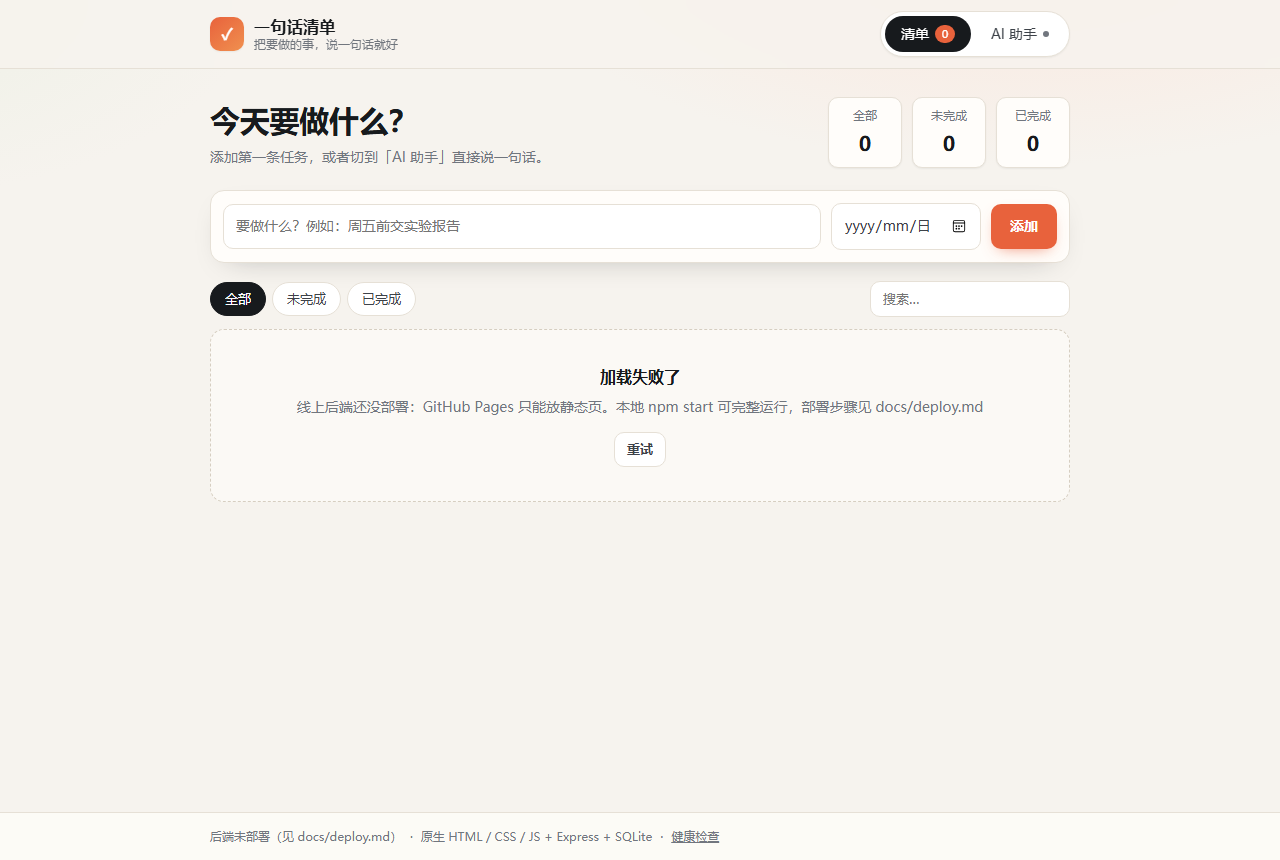 一句话清单
把要做的事，说一句话就好
清单 0
AI 助手
今天要做什么？
添加第一条任务，或者切到「AI 助手」直接说一句话。
全部
0
未完成
0
已完成
0
要做什么？例如：周五前交实验报告
yyyy/mm/日
添加
全部
未完成
已完成
搜索...
加载失败了
线上后端还没部署：GitHub Pages 只能放静态页。本地 npm start 可完整运行，部署步骤见 docs/deploy.md
重试
后端未部署（见 docs/deploy.md） · 原生 HTML / CSS / JS + Express + SQLite · 健康检查